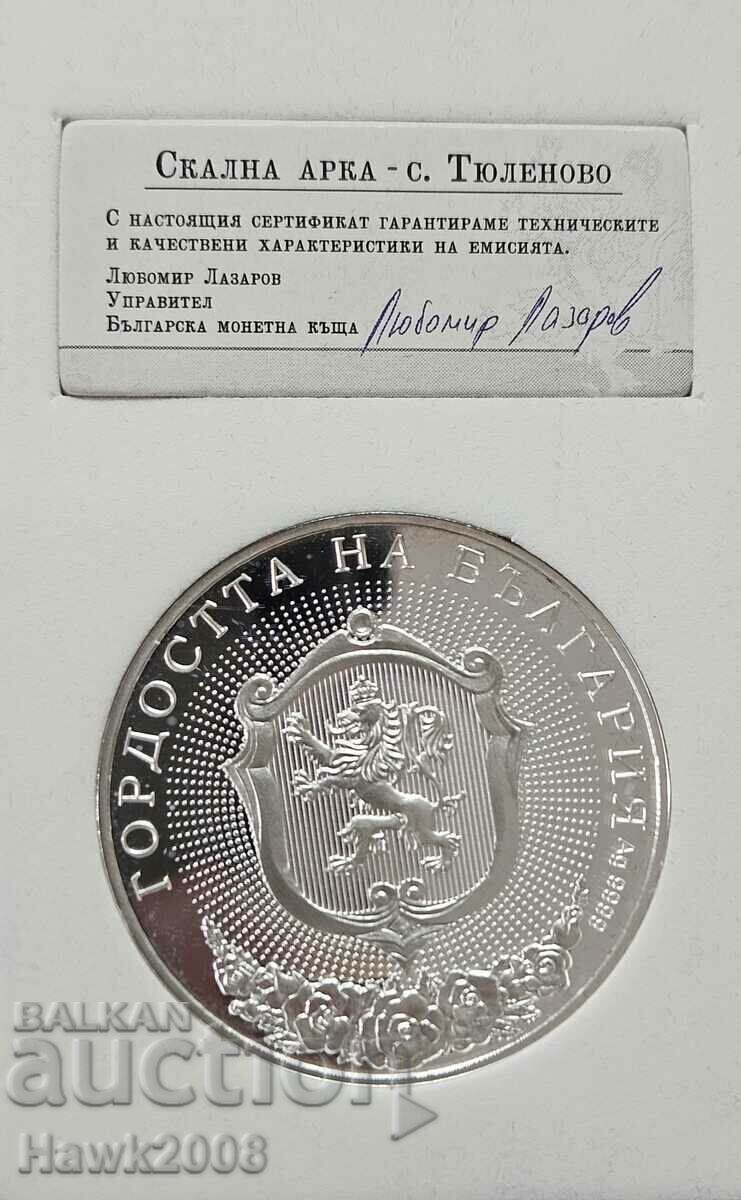 Скална арка - с. Тюленово
С настоящия сертификат гарантираме техническите
и качествени характеристики на емисията.
Любомир Лазаров
Управител
Българска монетна къща
Любомир Лазаров
ГОРДОСТТА НА БЪЛГАРИЯ
Ag 9999
BALKAN
auction
Hawk2008